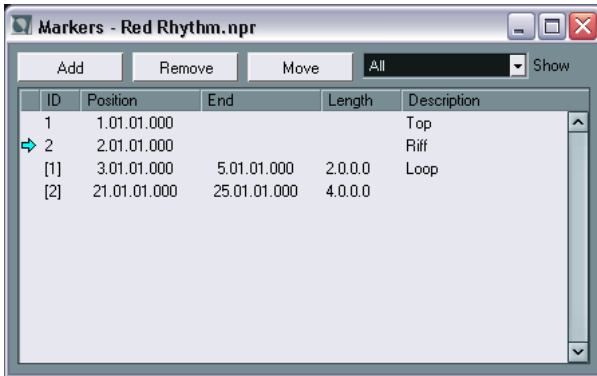 Markers - Red Rhythm.npr
Add Remove Move All Show
ID Position End Length Description
1 1.01.01.000 Top
2 2.01.01.000 Riff
[1] 3.01.01.000 5.01.01.000 2.0.0.0 Loop
[2] 21.01.01.000 25.01.01.000 4.0.0.0